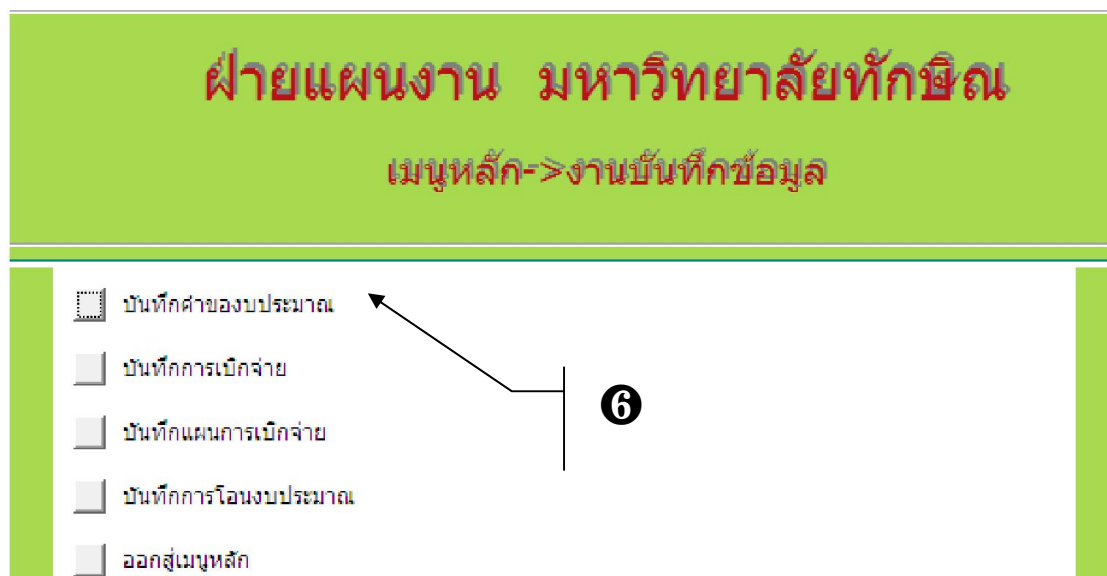 ฝ่ายแผนงาน มหาวิทยาลัยทักษิณ
เมนูหลัก->งานบันทึกข้อมูล
บันทึกคำของบประมาณ
บันทึกการเบิกจ่าย
❻
บันทึกแผนการเบิกจ่าย
บันทึกการโอนงบประมาณ
ออกสู่เมนูหลัก